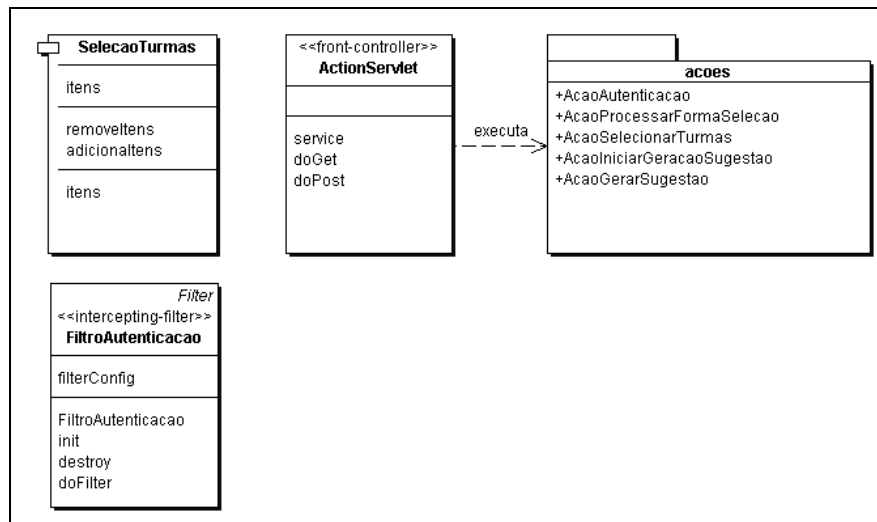 SelecaoTurmas
itens
removeItens
adicionaItens
itens
<<front-controller>>
ActionServlet
service
doGet
doPost
executa
acoes
+AcaoAutenticacao
+AcaoProcessarFormaSelecao
+AcaoSelecionarTurmas
+AcaoIniciarGeracaoSugestao
+AcaoGerarSugestao
Filter
<<intercepting-filter>>
FiltroAutenticacao
filterConfig
FiltroAutenticacao
init
destroy
doFilter